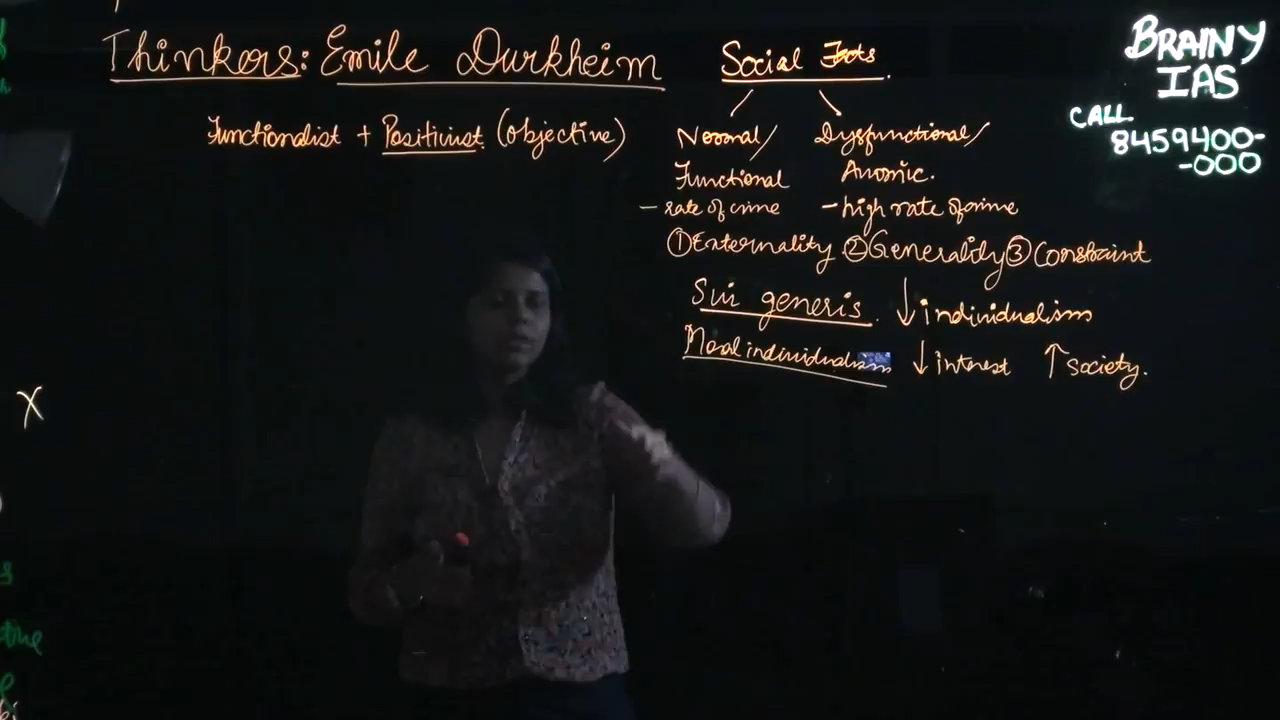 Thinkers: Emile Durkheim
Functionalist + Positivist (objective)
Social Facts
Normal/
Functional
- rate of crime
Dysfunctional/
Anomic.
- high rate of crime
① Externality ② Generality ③ Constraint
Sui generis. ↓ individualism
Moral individualism ↓ interest ↑ society.
BRAINY
IAS
CALL
8459400-
-000
X